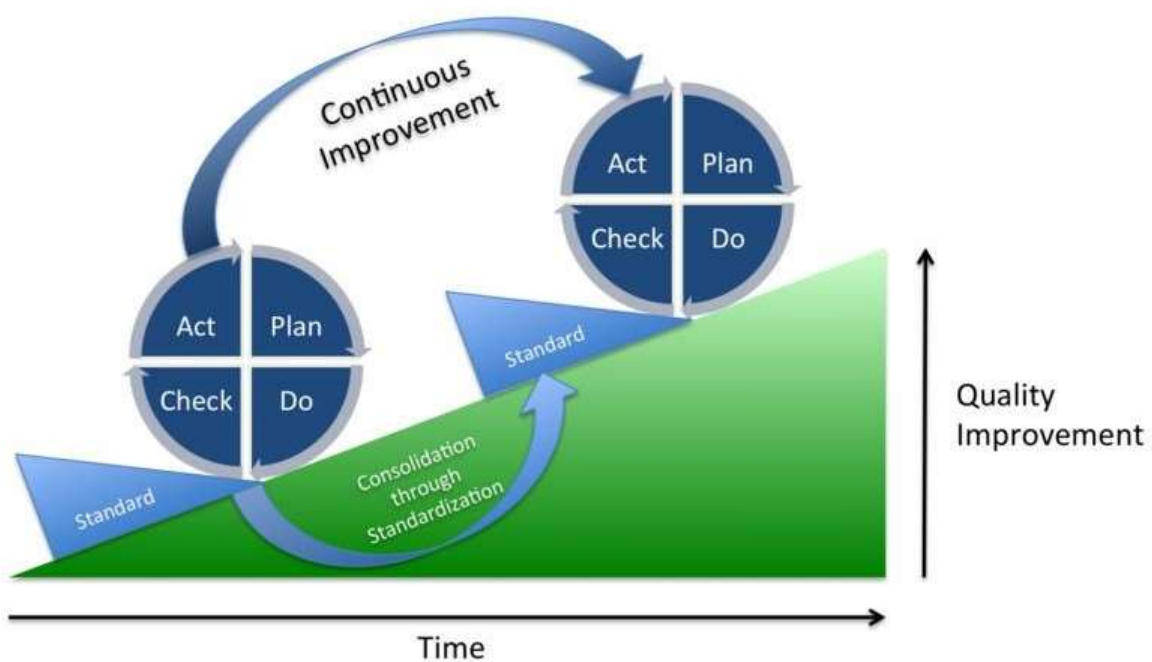 Continuous
Improvement
Act
Plan
Check
Do
Act
Plan
Check
Do
Standard
Standard
Consolidation
through
Standardization
Quality
Improvement
Time